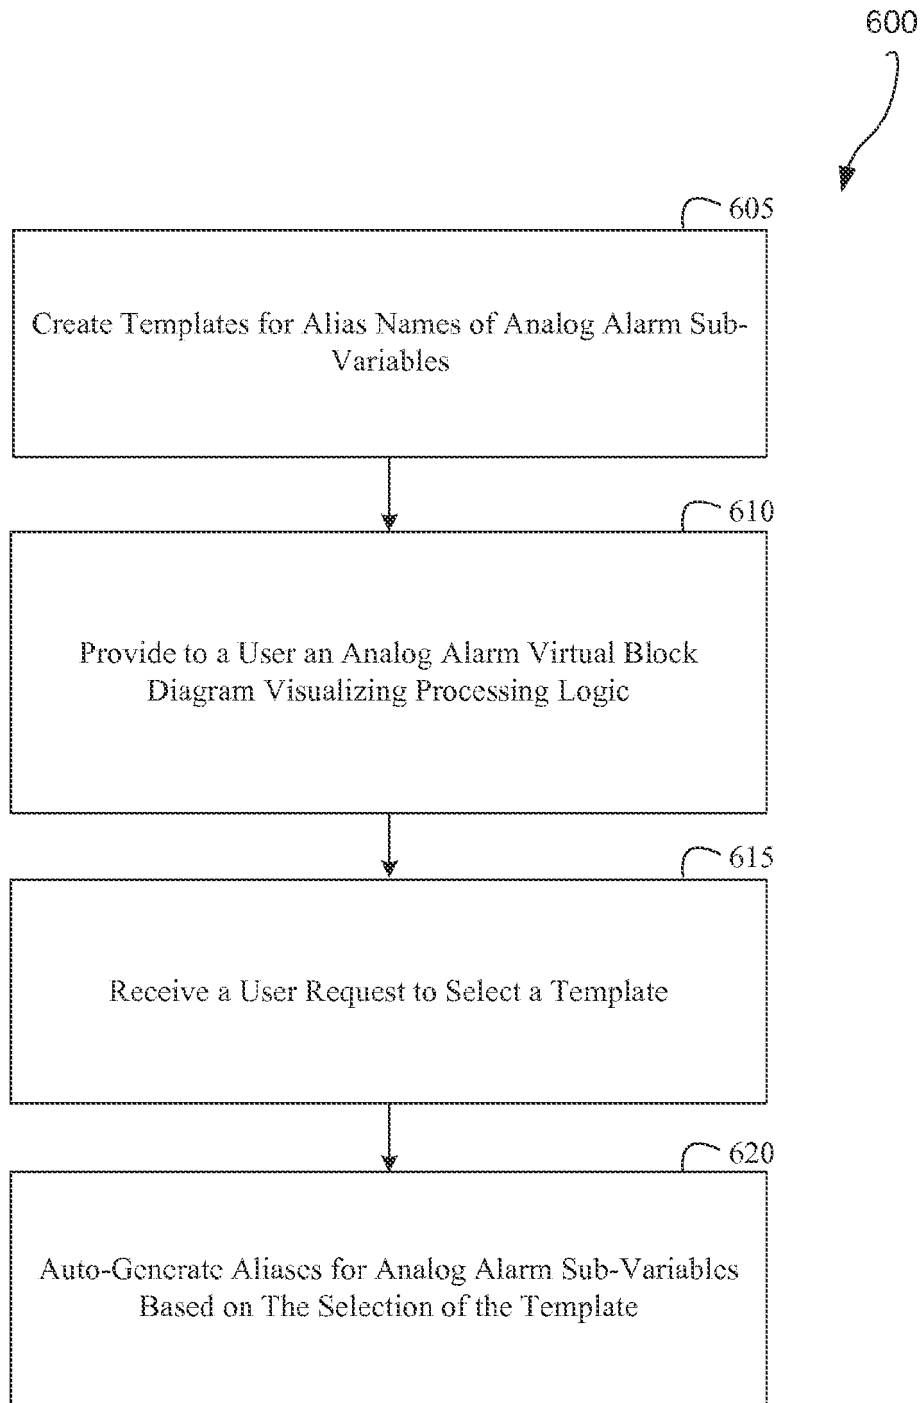 600
605
Create Templates for Alias Names of Analog Alarm Sub-
Variables
610
Provide to a User an Analog Alarm Virtual Block
Diagram Visualizing Processing Logic
615
Receive a User Request to Select a Template
620
Auto-Generate Aliases for Analog Alarm Sub-Variables
Based on The Selection of the Template